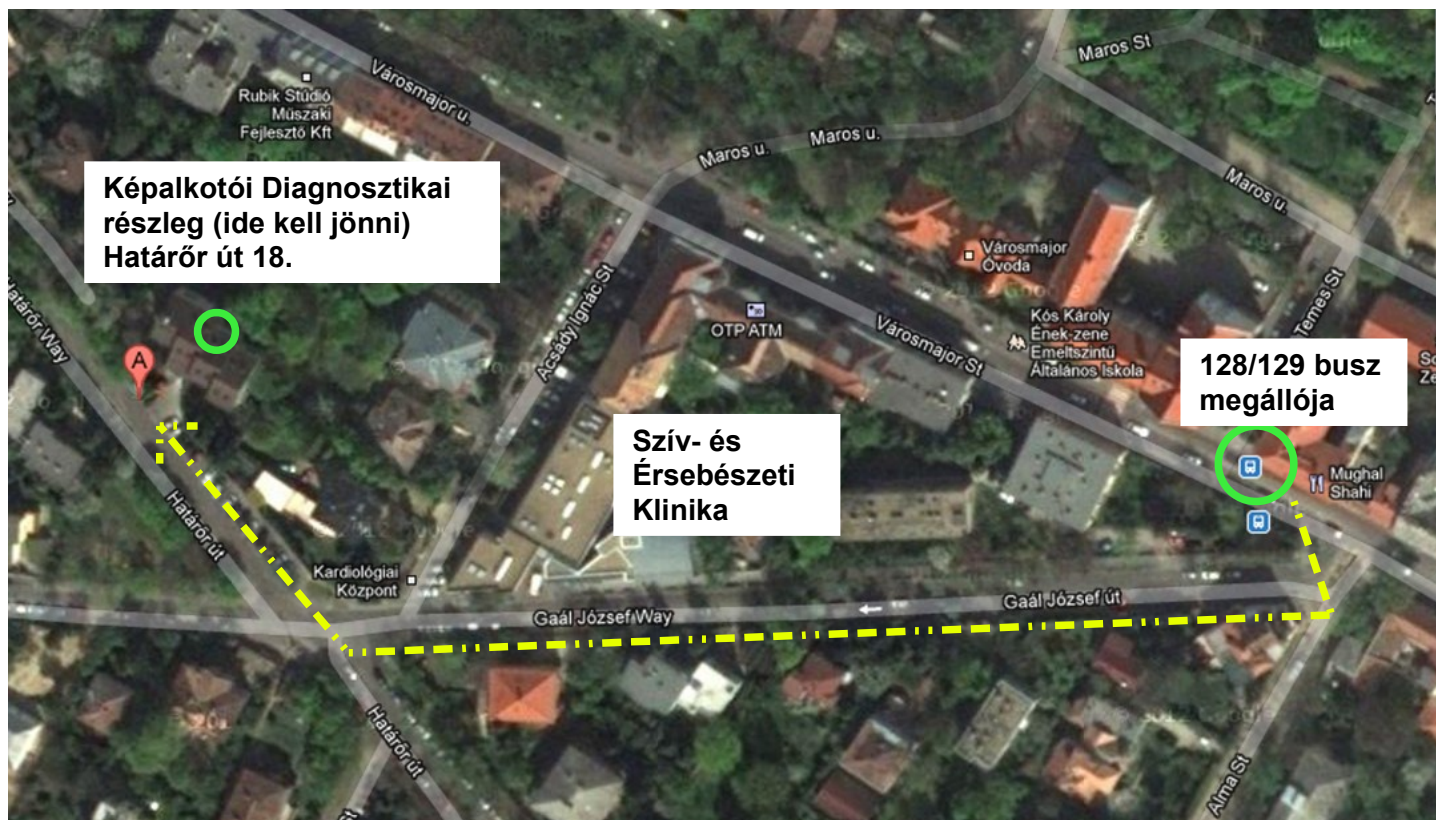 Maros St
Városmajor u.
Rubik Stúdió
Müszaki
Fejlesztő Kft
Maros u.
Maros u.
Maros u.
Képalkotói Diagnosztikai
részleg (ide kell jönni)
Határőr út 18.
Városmajor
Óvoda
Temes St
Acsády Ignác St
Határőr Way
OTP ATM
Városmajor St
Kós Károly
Ének-zene
Emeltszintű
Általános Iskola
128/129 busz
megállója
A
Szív- és
Érsebészeti
Klinika
Mughal
Shahi
Határőr út
Kardiológiai
Központ
Gaál József Way
Gaál József út
Határőr út
Alma St